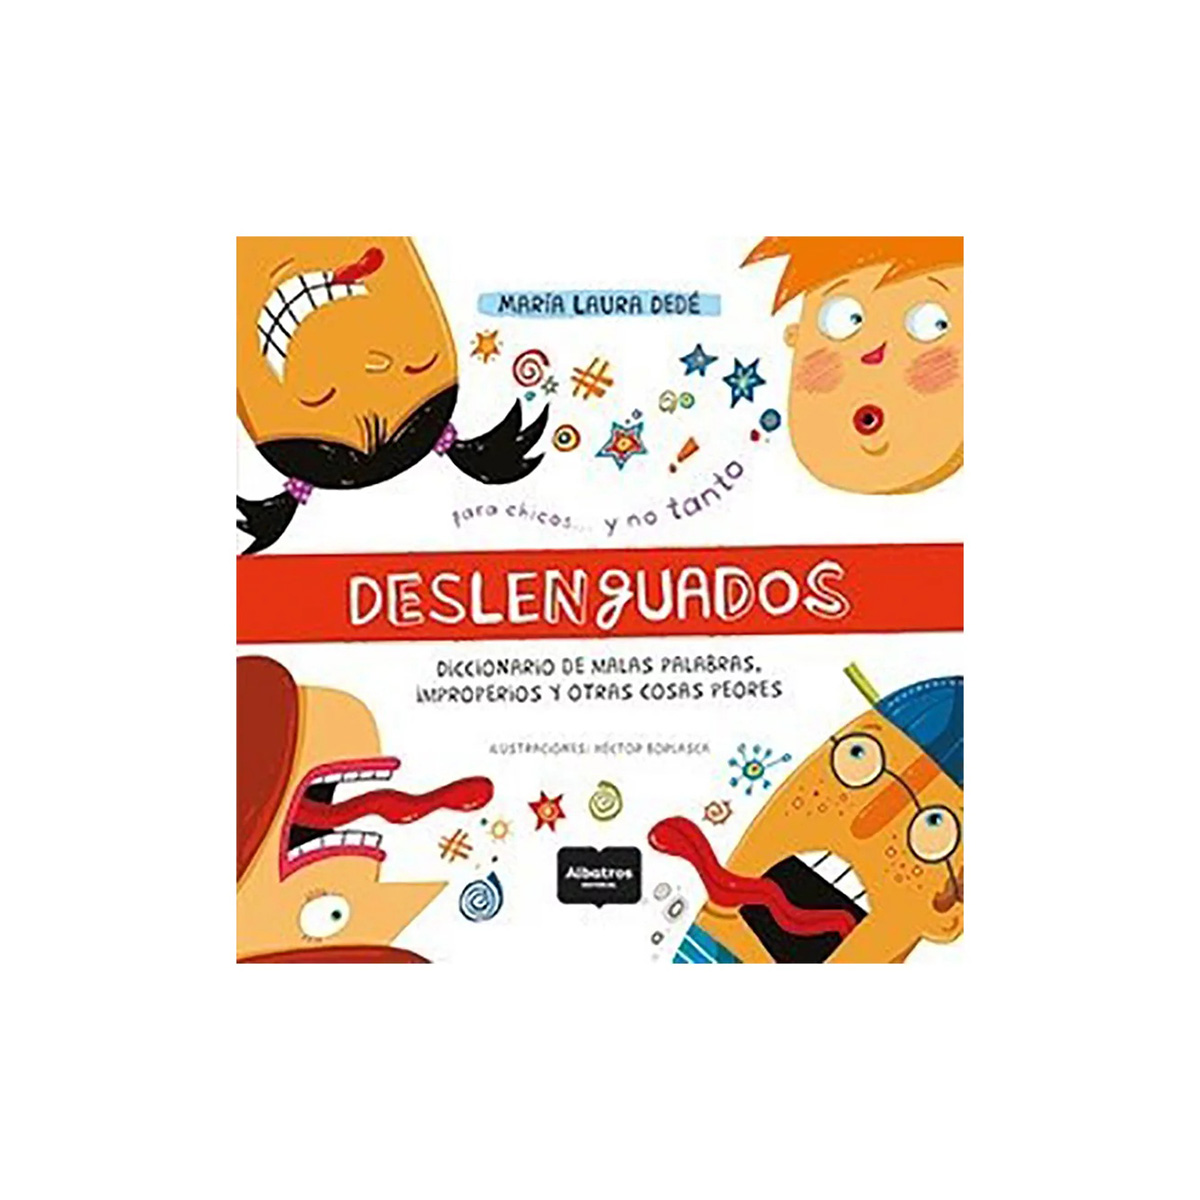 MARÍA LAURA DEDÉ
para chicos... y no tanto
DESLENGUADOS
DICCIONARIO DE MALAS PALABRAS,
IMPROPERIOS Y OTRAS COSAS PEORES
ILUSTRACIONES: HÉCTOR BORLASCA
Albatros
EDITORIAL